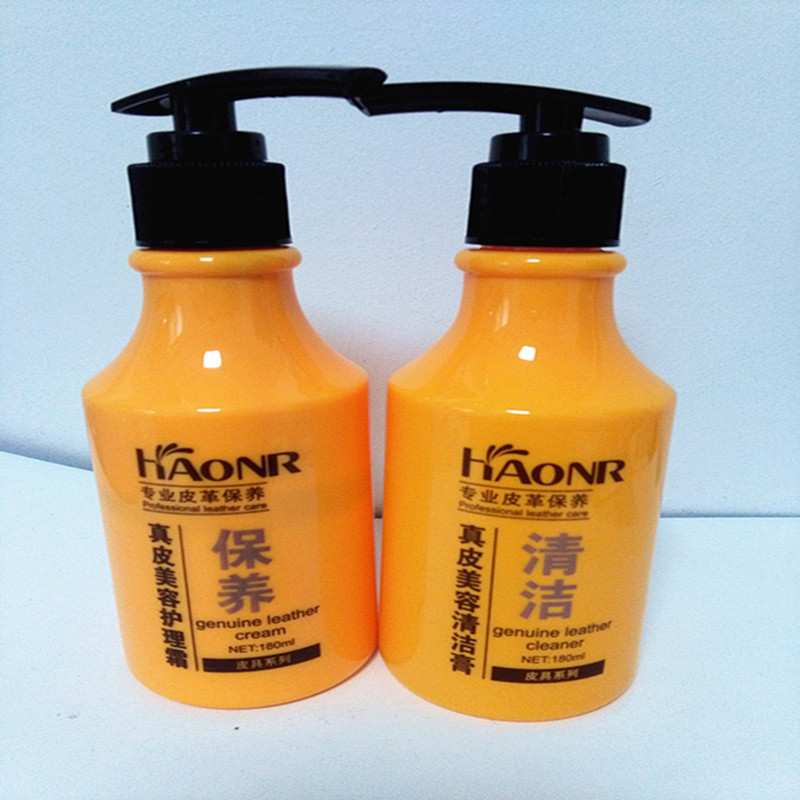 HAONR
专业皮革保养
Professional leather care
真皮美容护理霜
保养
genuine leather
cream
NET:180ml
皮具系列
HAONR
专业皮革保养
Professional leather care
真皮美容清洁膏
清洁
genuine leather
cleaner
NET:180ml
皮具系列